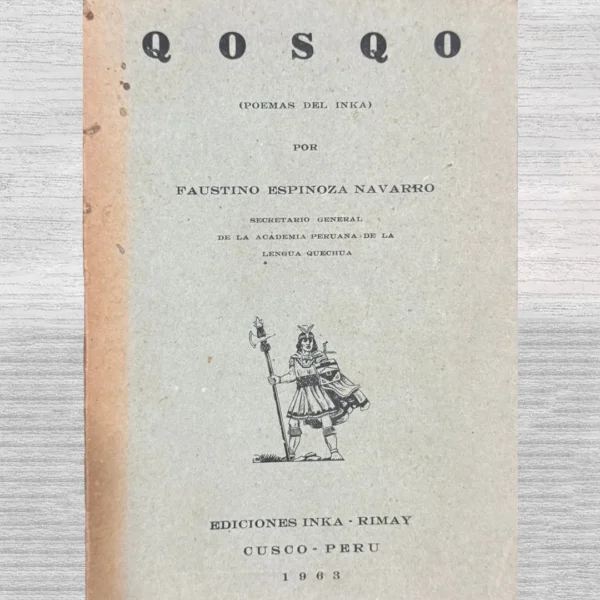 QOSQO
(POEMAS DEL INKA)
POR
FAUSTINO ESPINOZA NAVARRO
SECRETARIO GENERAL
DE LA ACADEMIA PERUANA DE LA
LENGUA QUECHUA
EDICIONES INKA - RIMAY
CUSCO - PERU
1963